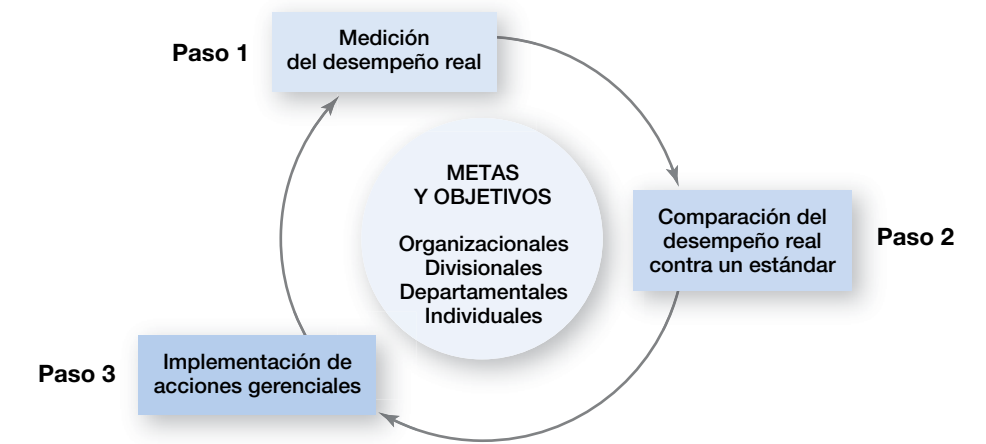 Paso 1
Medición
del desempeño real
METAS
Y OBJETIVOS
Organizacionales
Divisionales
Departamentales
Individuales
Comparación del
desempeño real
contra un estándar
Paso 2
Paso 3
Implementación de
acciones gerenciales